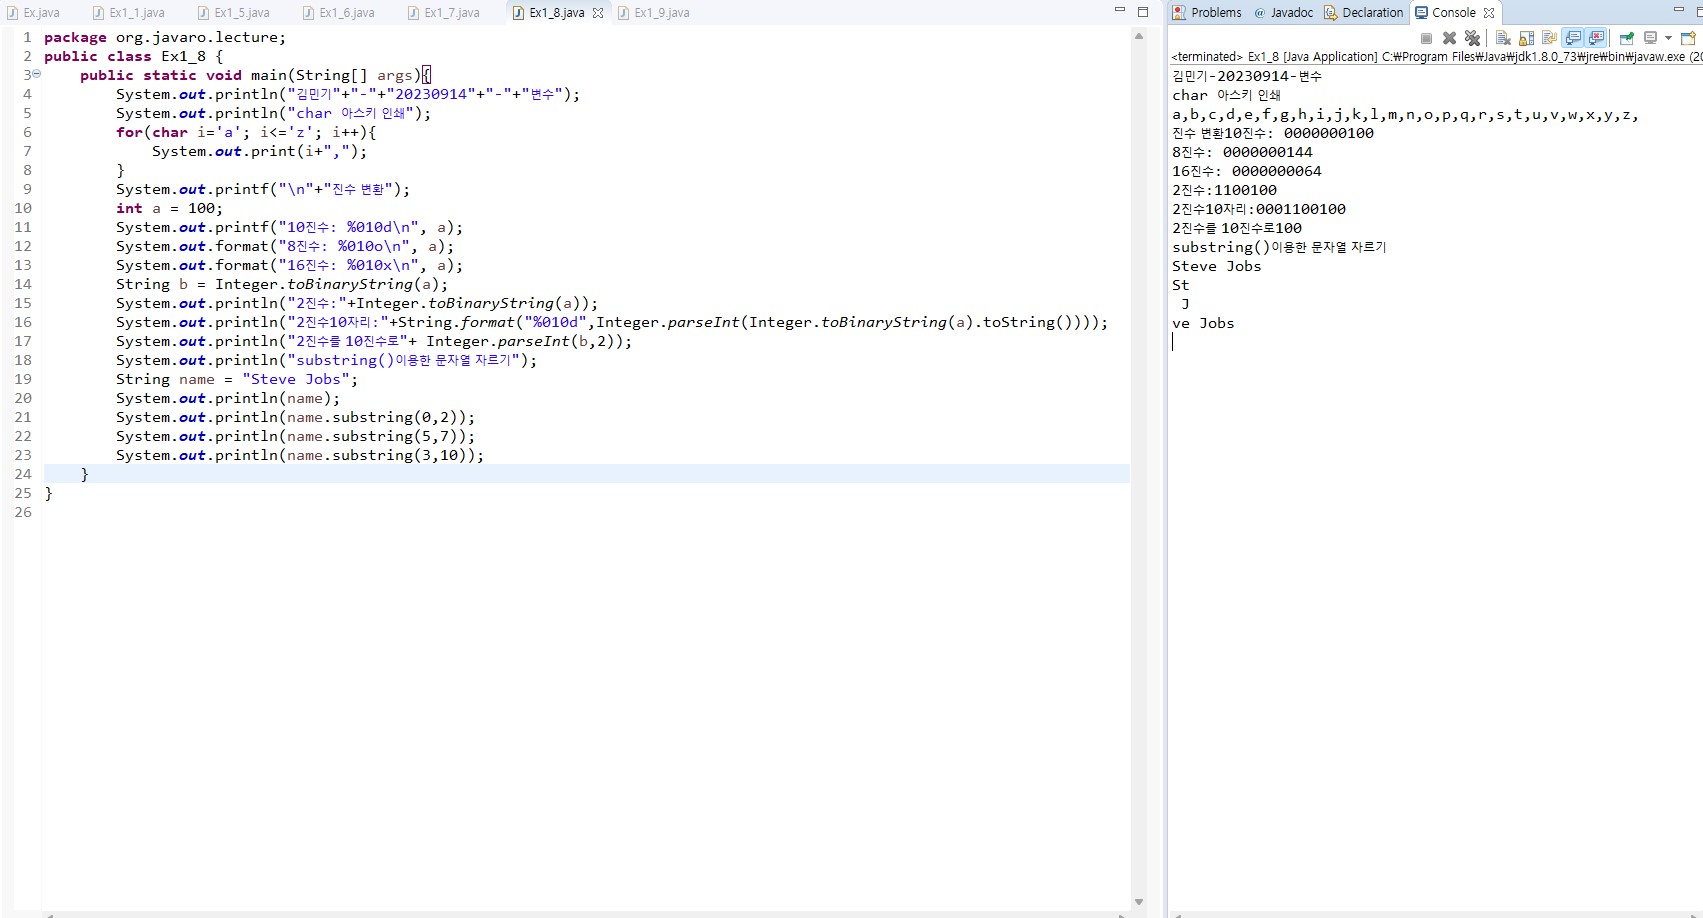 Ex.java Ex1_1.java Ex1_5.java Ex1_6.java Ex1_7.java Ex1_8.java Ex1_9.java
1 package org.javaro.lecture;
2 public class Ex1_8 {
3     public static void main(String[] args){
4         System.out.println("김민기"+"-"+"20230914"+"-"+"변수");
5         System.out.println("char 아스키 인쇄");
6         for(char i='a'; i<='z'; i++){
7             System.out.print(i+",");
8         }
9         System.out.printf("\n"+"진수 변환");
10         int a = 100;
11         System.out.printf("10진수: %010d\n", a);
12         System.out.format("8진수: %010o\n", a);
13         System.out.format("16진수: %010x\n", a);
14         String b = Integer.toBinaryString(a);
15         System.out.println("2진수:"+Integer.toBinaryString(a));
16         System.out.println("2진수10자리:"+String.format("%010d",Integer.parseInt(Integer.toBinaryString(a).toString())));
17         System.out.println("2진수를 10진수로"+ Integer.parseInt(b,2));
18         System.out.println("substring()이용한 문자열 자르기");
19         String name = "Steve Jobs";
20         System.out.println(name);
21         System.out.println(name.substring(0,2));
22         System.out.println(name.substring(5,7));
23         System.out.println(name.substring(3,10));
24     }
25 }
26
Problems @ Javadoc Declaration Console
<terminated> Ex1_8 [Java Application] C:₩Program Files₩Java₩jdk1.8.0_73₩jre₩bin₩javaw.exe (20
김민기-20230914-변수
char 아스키 인쇄
a,b,c,d,e,f,g,h,i,j,k,l,m,n,o,p,q,r,s,t,u,v,w,x,y,z,
진수 변환10진수: 0000000100
8진수: 0000000144
16진수: 0000000064
2진수:1100100
2진수10자리:0001100100
2진수를 10진수로100
substring()이용한 문자열 자르기
Steve Jobs
St
 J
ve Jobs